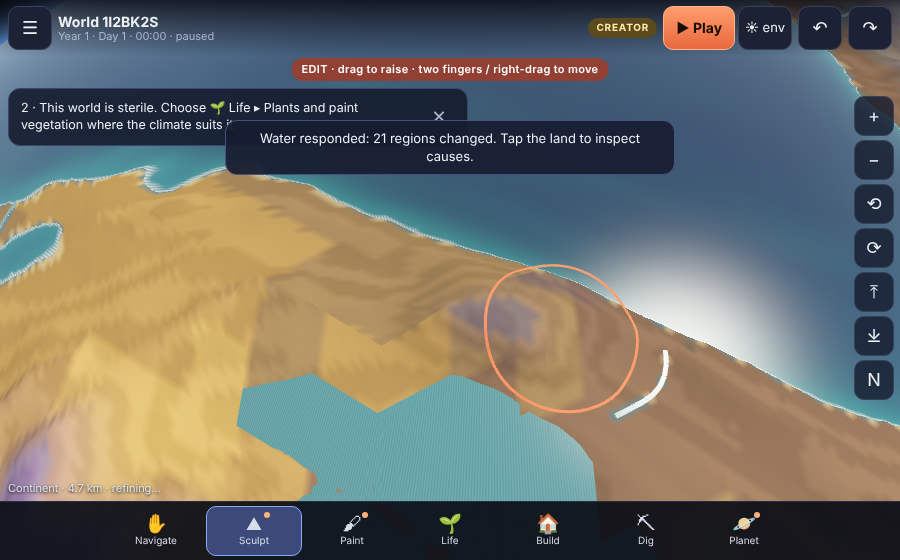 ☰
World 1I2BK2S
Year 1 · Day 1 · 00:00 · paused
CREATOR
▶ Play
☀ env
↶
↷
EDIT · drag to raise · two fingers / right-drag to move
2 · This world is sterile. Choose 🌱 Life ▸ Plants and paint
vegetation where the climate suits
✕
Water responded: 21 regions changed. Tap the land to inspect
causes.
+
−
⟲
⟳
⤒
N
Continent · 4.7 km · refining…
Navigate
Sculpt
Paint
Life
Build
Dig
Planet